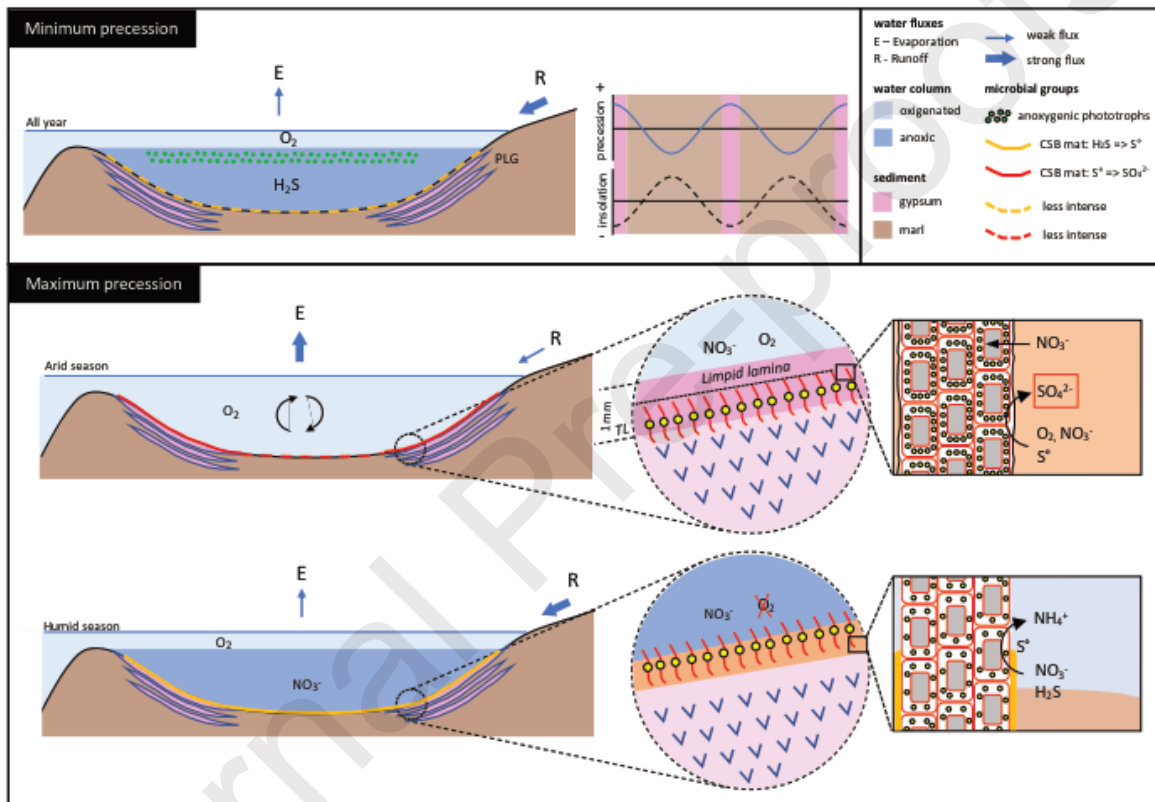 Minimum precession
E
R
All year
O₂
PLG
H₂S
+
precession
insolation
-
water fluxes
E – Evaporation
R - Runoff
weak flux
strong flux
water column
oxigenated
anoxic
microbial groups
anoxygenic phototrophs
CSB mat: H₂S => S°
CSB mat: S° => SO₄²⁻
sediment
gypsum
marl
less intense
less intense
Maximum precession
E
R
Arid season
O₂
1mm
TL
NO₃⁻
O₂
Limpid lamina
NO₃⁻
SO₄²⁻
O₂, NO₃⁻
S°
E
R
Humid season
O₂
NO₃⁻
NO₃⁻
O₂
NH₄⁺
S°
NO₃⁻
H₂S
rnal Preproo